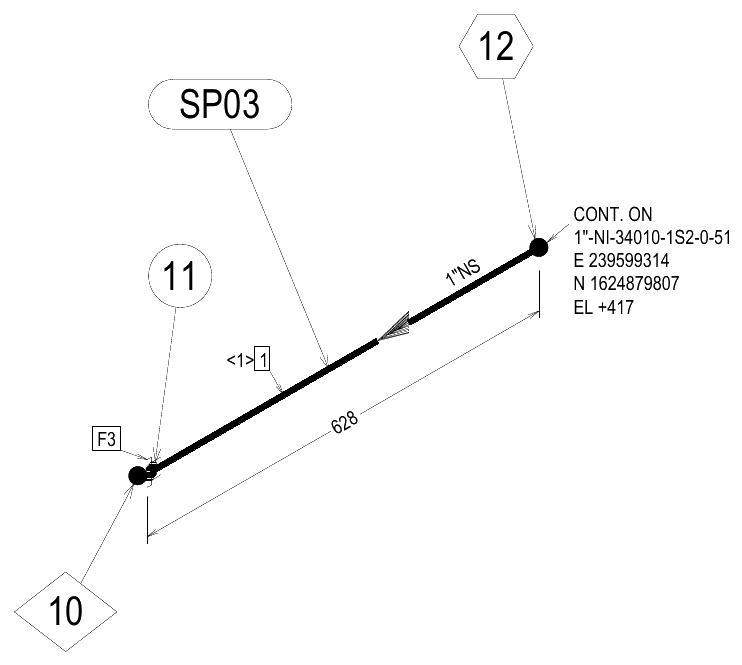 12
SP03
CONT. ON
1"-NI-34010-1S2-0-51
E 239599314
N 1624879807
EL +417
1"NS
11
<1> 1
628
F3
10